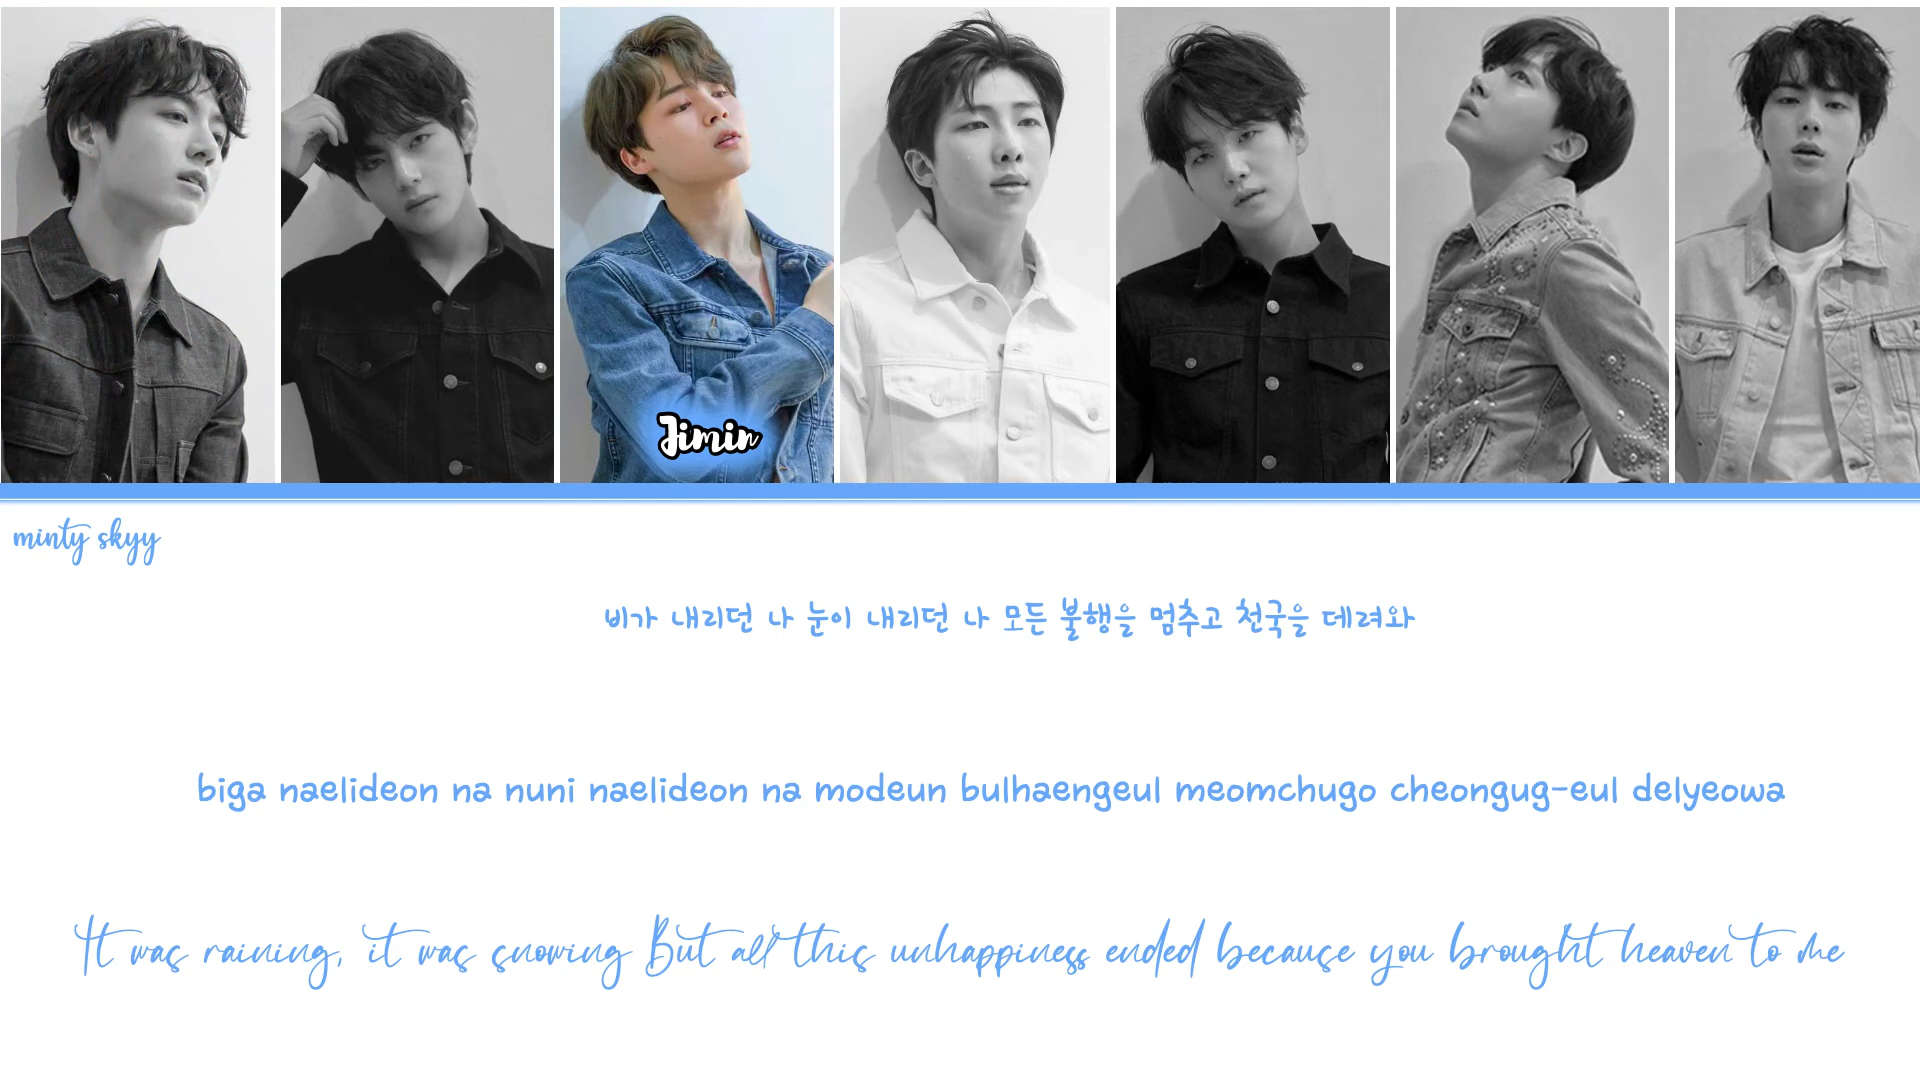 Jimin
minty skyy
비가 내리던 나 눈이 내리던 나 모든 불행을 멈추고 천국을 데려와
biga naelideon na nuni naelideon na modeun bulhaengeul meomchugo cheongug-eul delyeowa
It was raining, it was snowing But all this unhappiness ended because you brought heaven to me